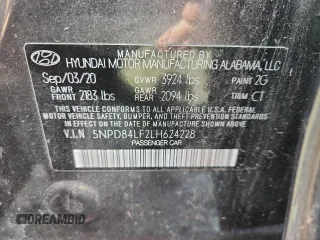 HYUNDAI MOTOR MANUFACTURING ALABAMA, LLC
Sep/03/20 GVWR 3924 lbs PAINT 2G
GAWR FRONT 2183 lbs GAWR REAR 2094 lbs TRIM CT
THIS VEHICLE CONFORMS TO ALL APPLICABLE FEDERAL MOTOR VEHICLE SAFETY, BUMPER, AND THEFT PREVENTION STANDARDS IN EFFECT ON THE DATE OF MANUFACTURE SHOWN ABOVE.
V.I.N 5NPD84LF2LH624228
PASSENGER CAR
DREAMBID